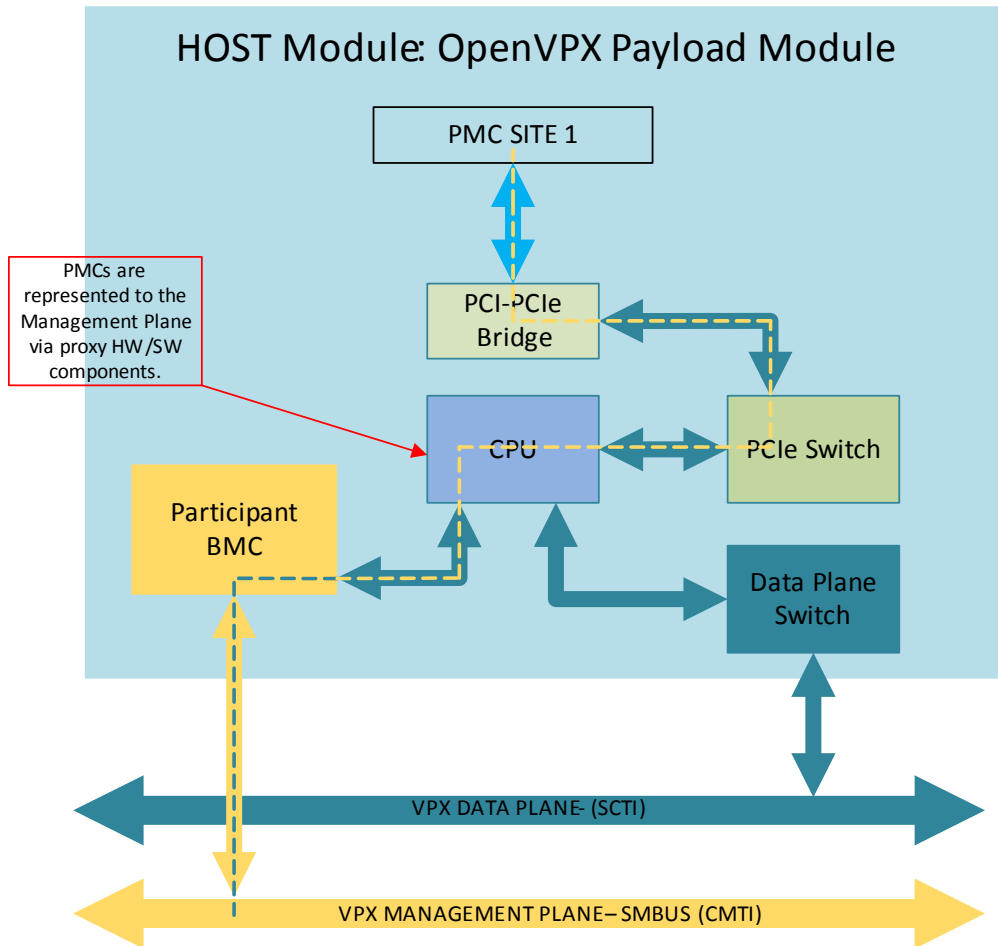 HOST Module: OpenVPX Payload Module
PMC SITE 1
PMCs are
represented to the
Management Plane
via proxy HW/SW
components.
PCI-PCIe
Bridge
CPU
PCIe Switch
Participant
BMC
Data Plane
Switch
VPX DATA PLANE- (SCTI)
VPX MANAGEMENT PLANE– SMBUS (CMTI)